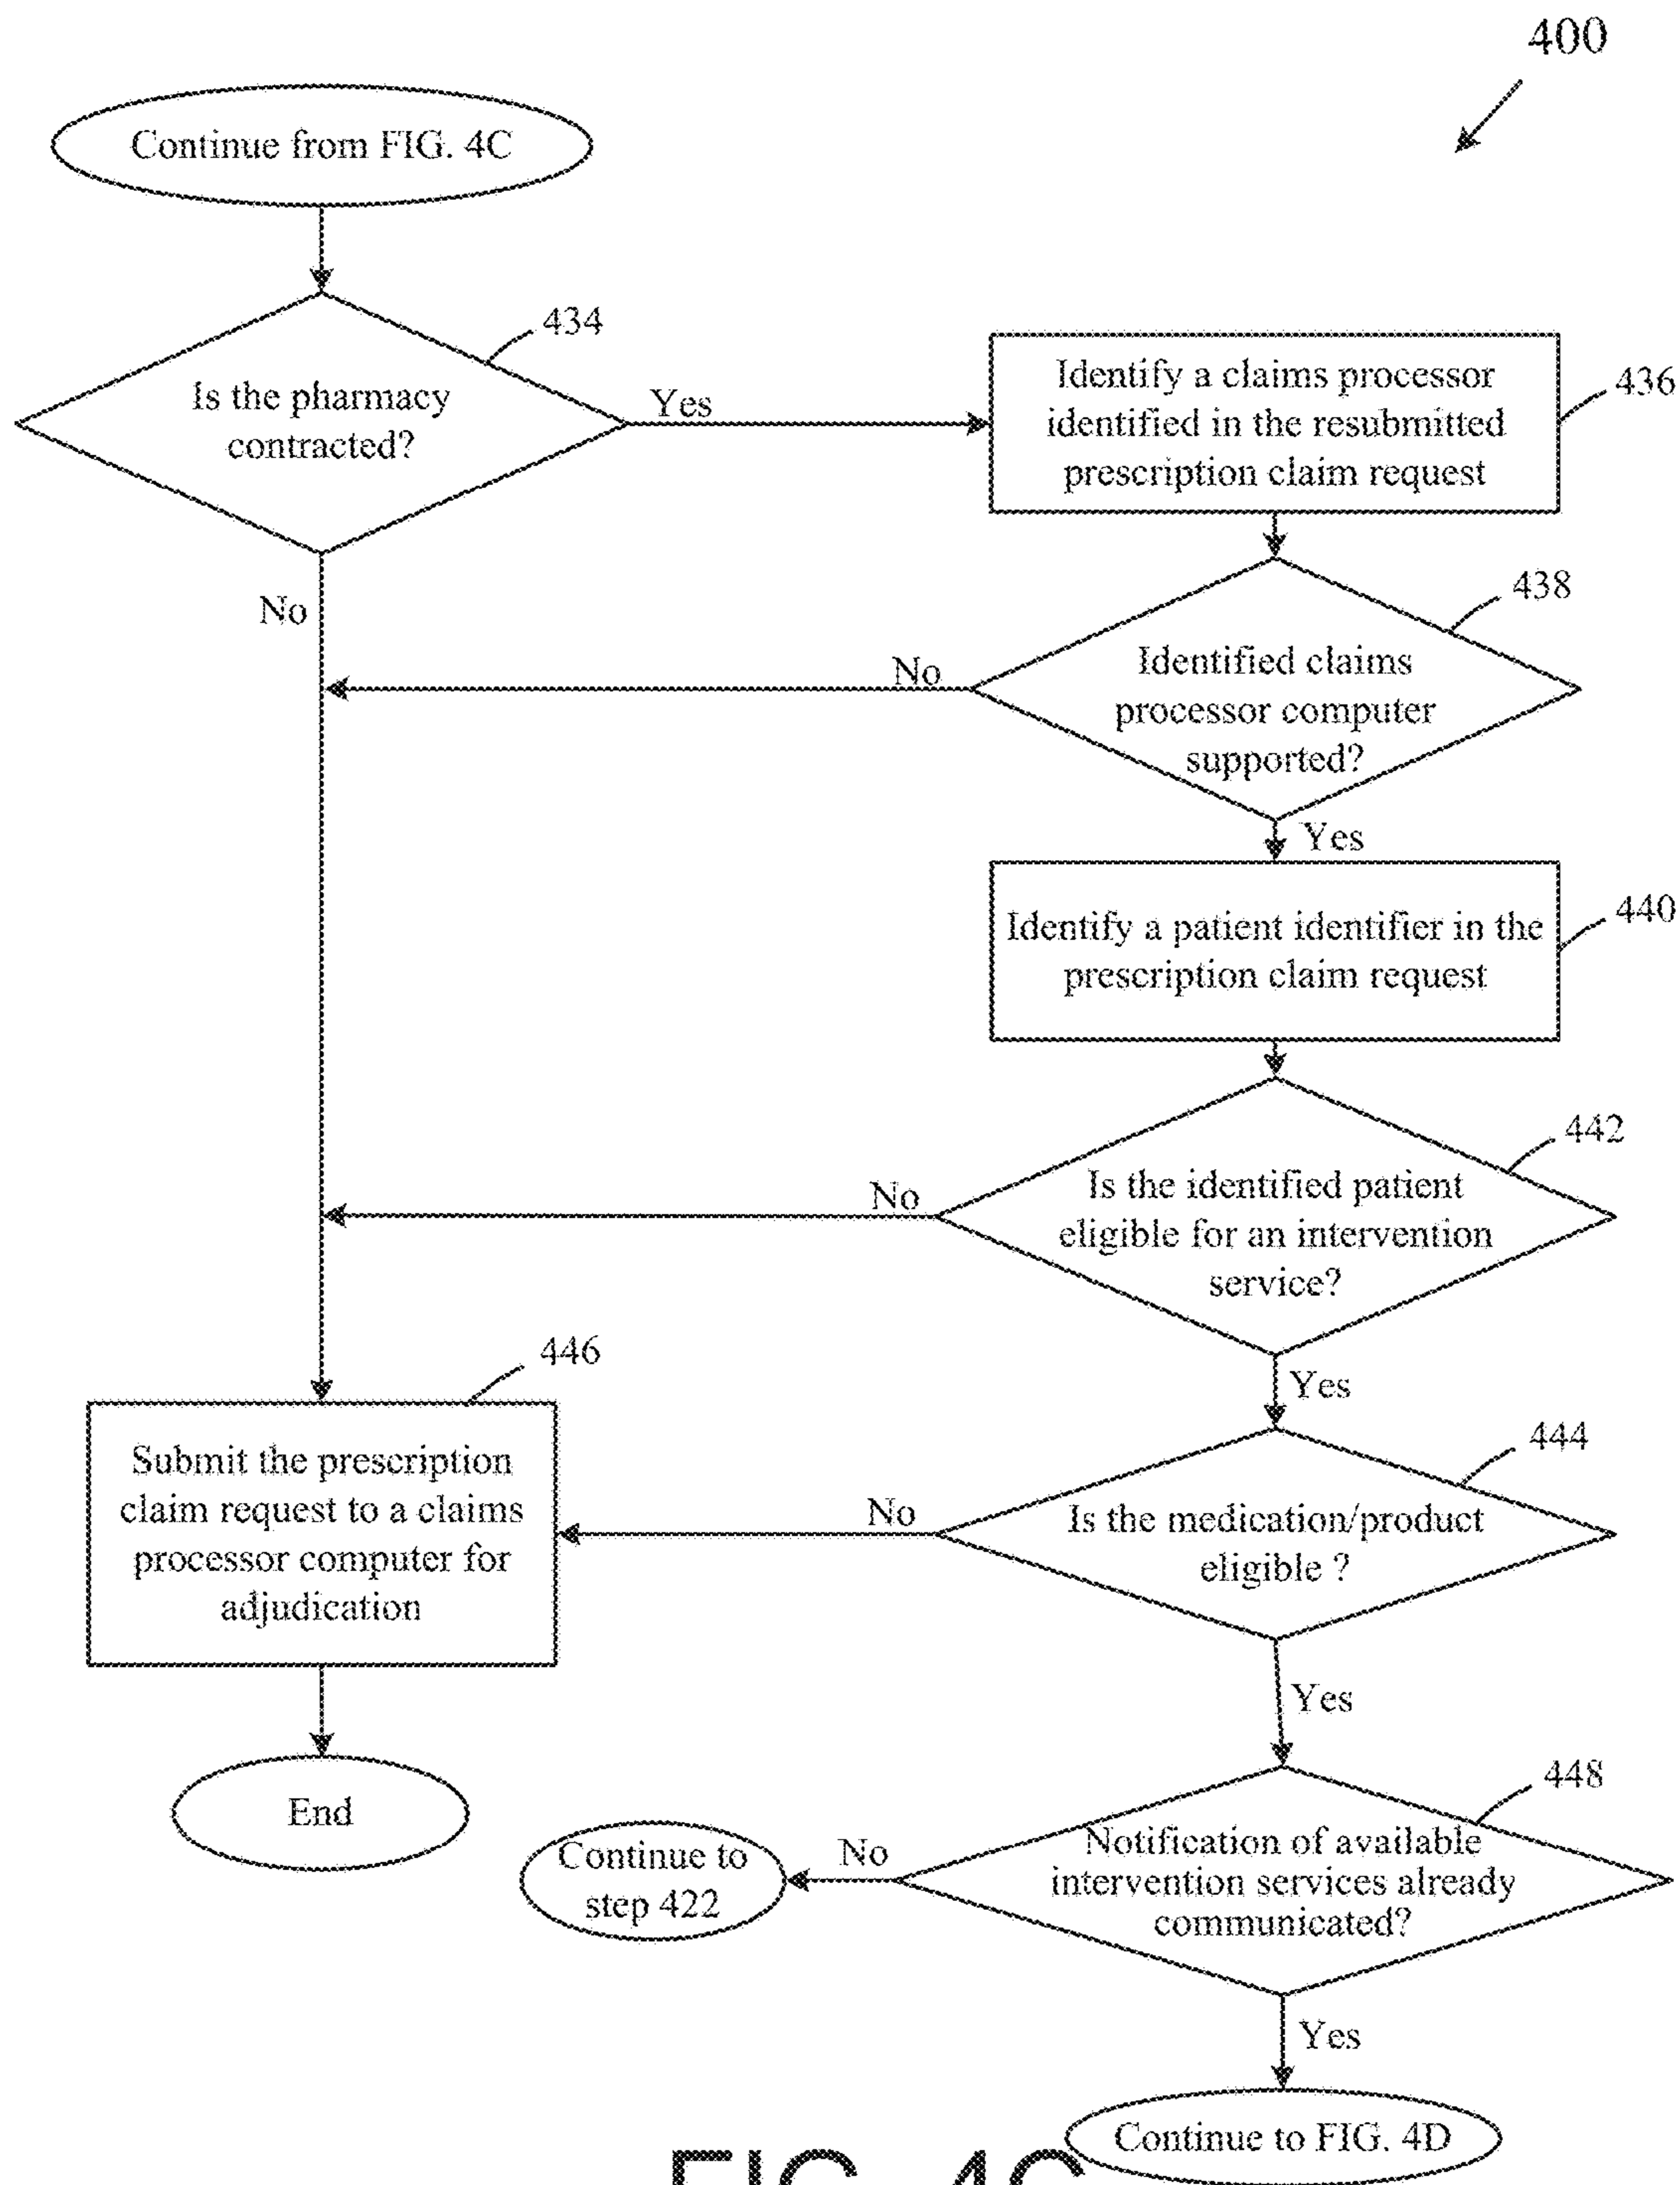 400
Continue from FIG. 4C
434
Is the pharmacy
contracted?
Yes
No
Identify a claims processor
identified in the resubmitted
prescription claim request
436
438
Identified claims
processor computer
supported?
No
Yes
Identify a patient identifier in the
prescription claim request
440
442
Is the identified patient
eligible for an intervention
service?
No
Yes
446
Submit the prescription
claim request to a claims
processor computer for
adjudication
444
Is the medication/product
eligible ?
No
Yes
End
448
Notification of available
intervention services already
communicated?
No
Continue to
step 422
Yes
Continue to FIG. 4D
FIG. 4C